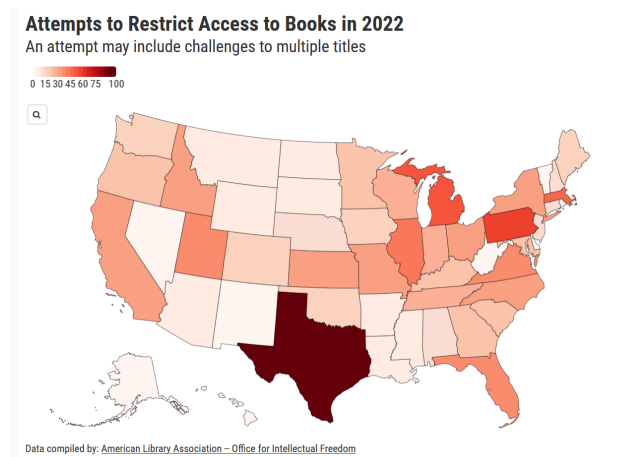 Attempts to Restrict Access to Books in 2022
An attempt may include challenges to multiple titles
0 15 30 45 60 75 100
Data compiled by: American Library Association -- Office for Intellectual Freedom